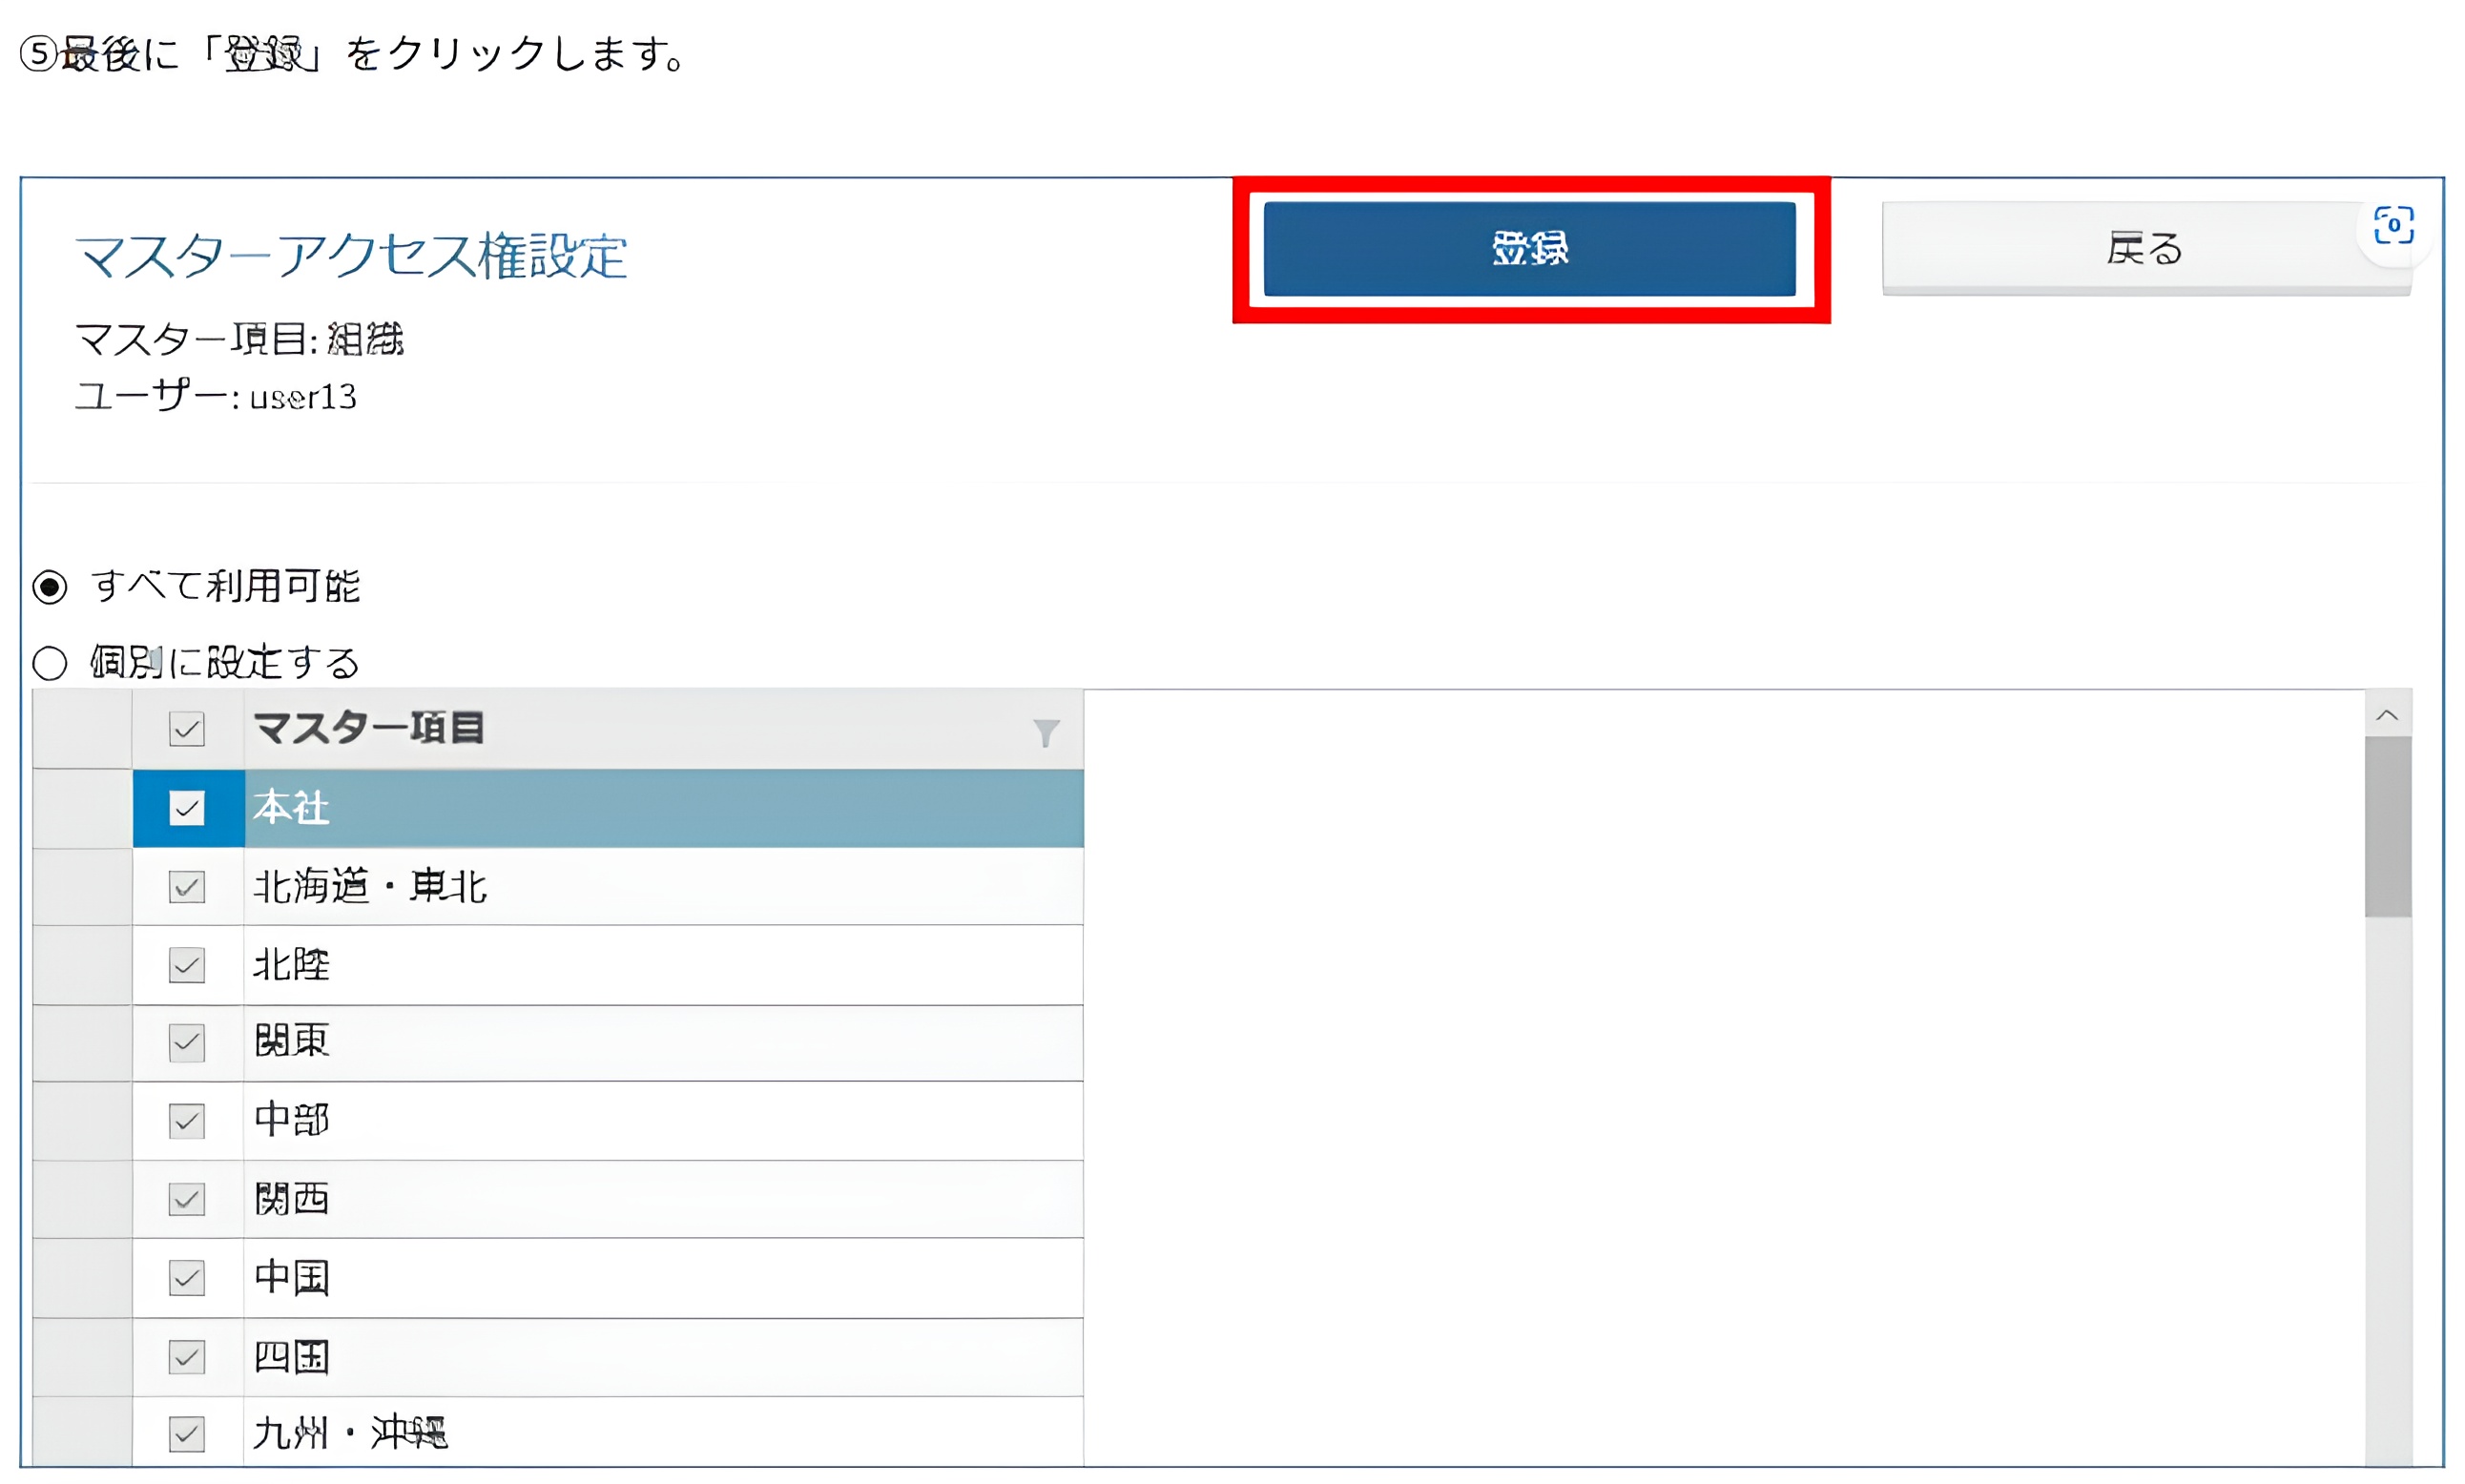 ⑤最後に「登録」をクリックします。
マスターアクセス権設定
登録
戻る
マスター項目: 組織
ユーザー: user13
すべて利用可能
個別に設定する
マスター項目
本社
北海道・東北
北陸
関東
中部
関西
中国
四国
九州・沖縄